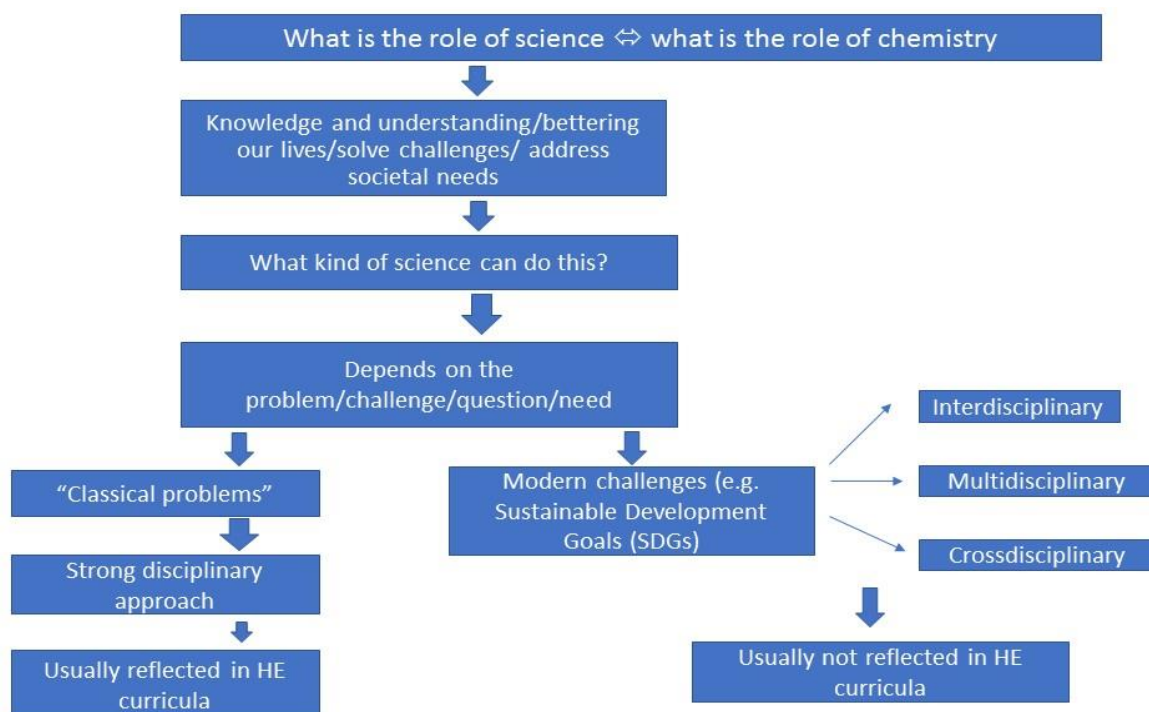 What is the role of science ⇔ what is the role of chemistry
Knowledge and understanding/bettering
our lives/solve challenges/ address
societal needs
What kind of science can do this?
Depends on the
problem/challenge/question/need
“Classical problems”
Strong disciplinary
approach
Usually reflected in HE
curricula
Modern challenges (e.g.
Sustainable Development
Goals (SDGs)
Interdisciplinary
Multidisciplinary
Crossdisciplinary
Usually not reflected in HE
curricula